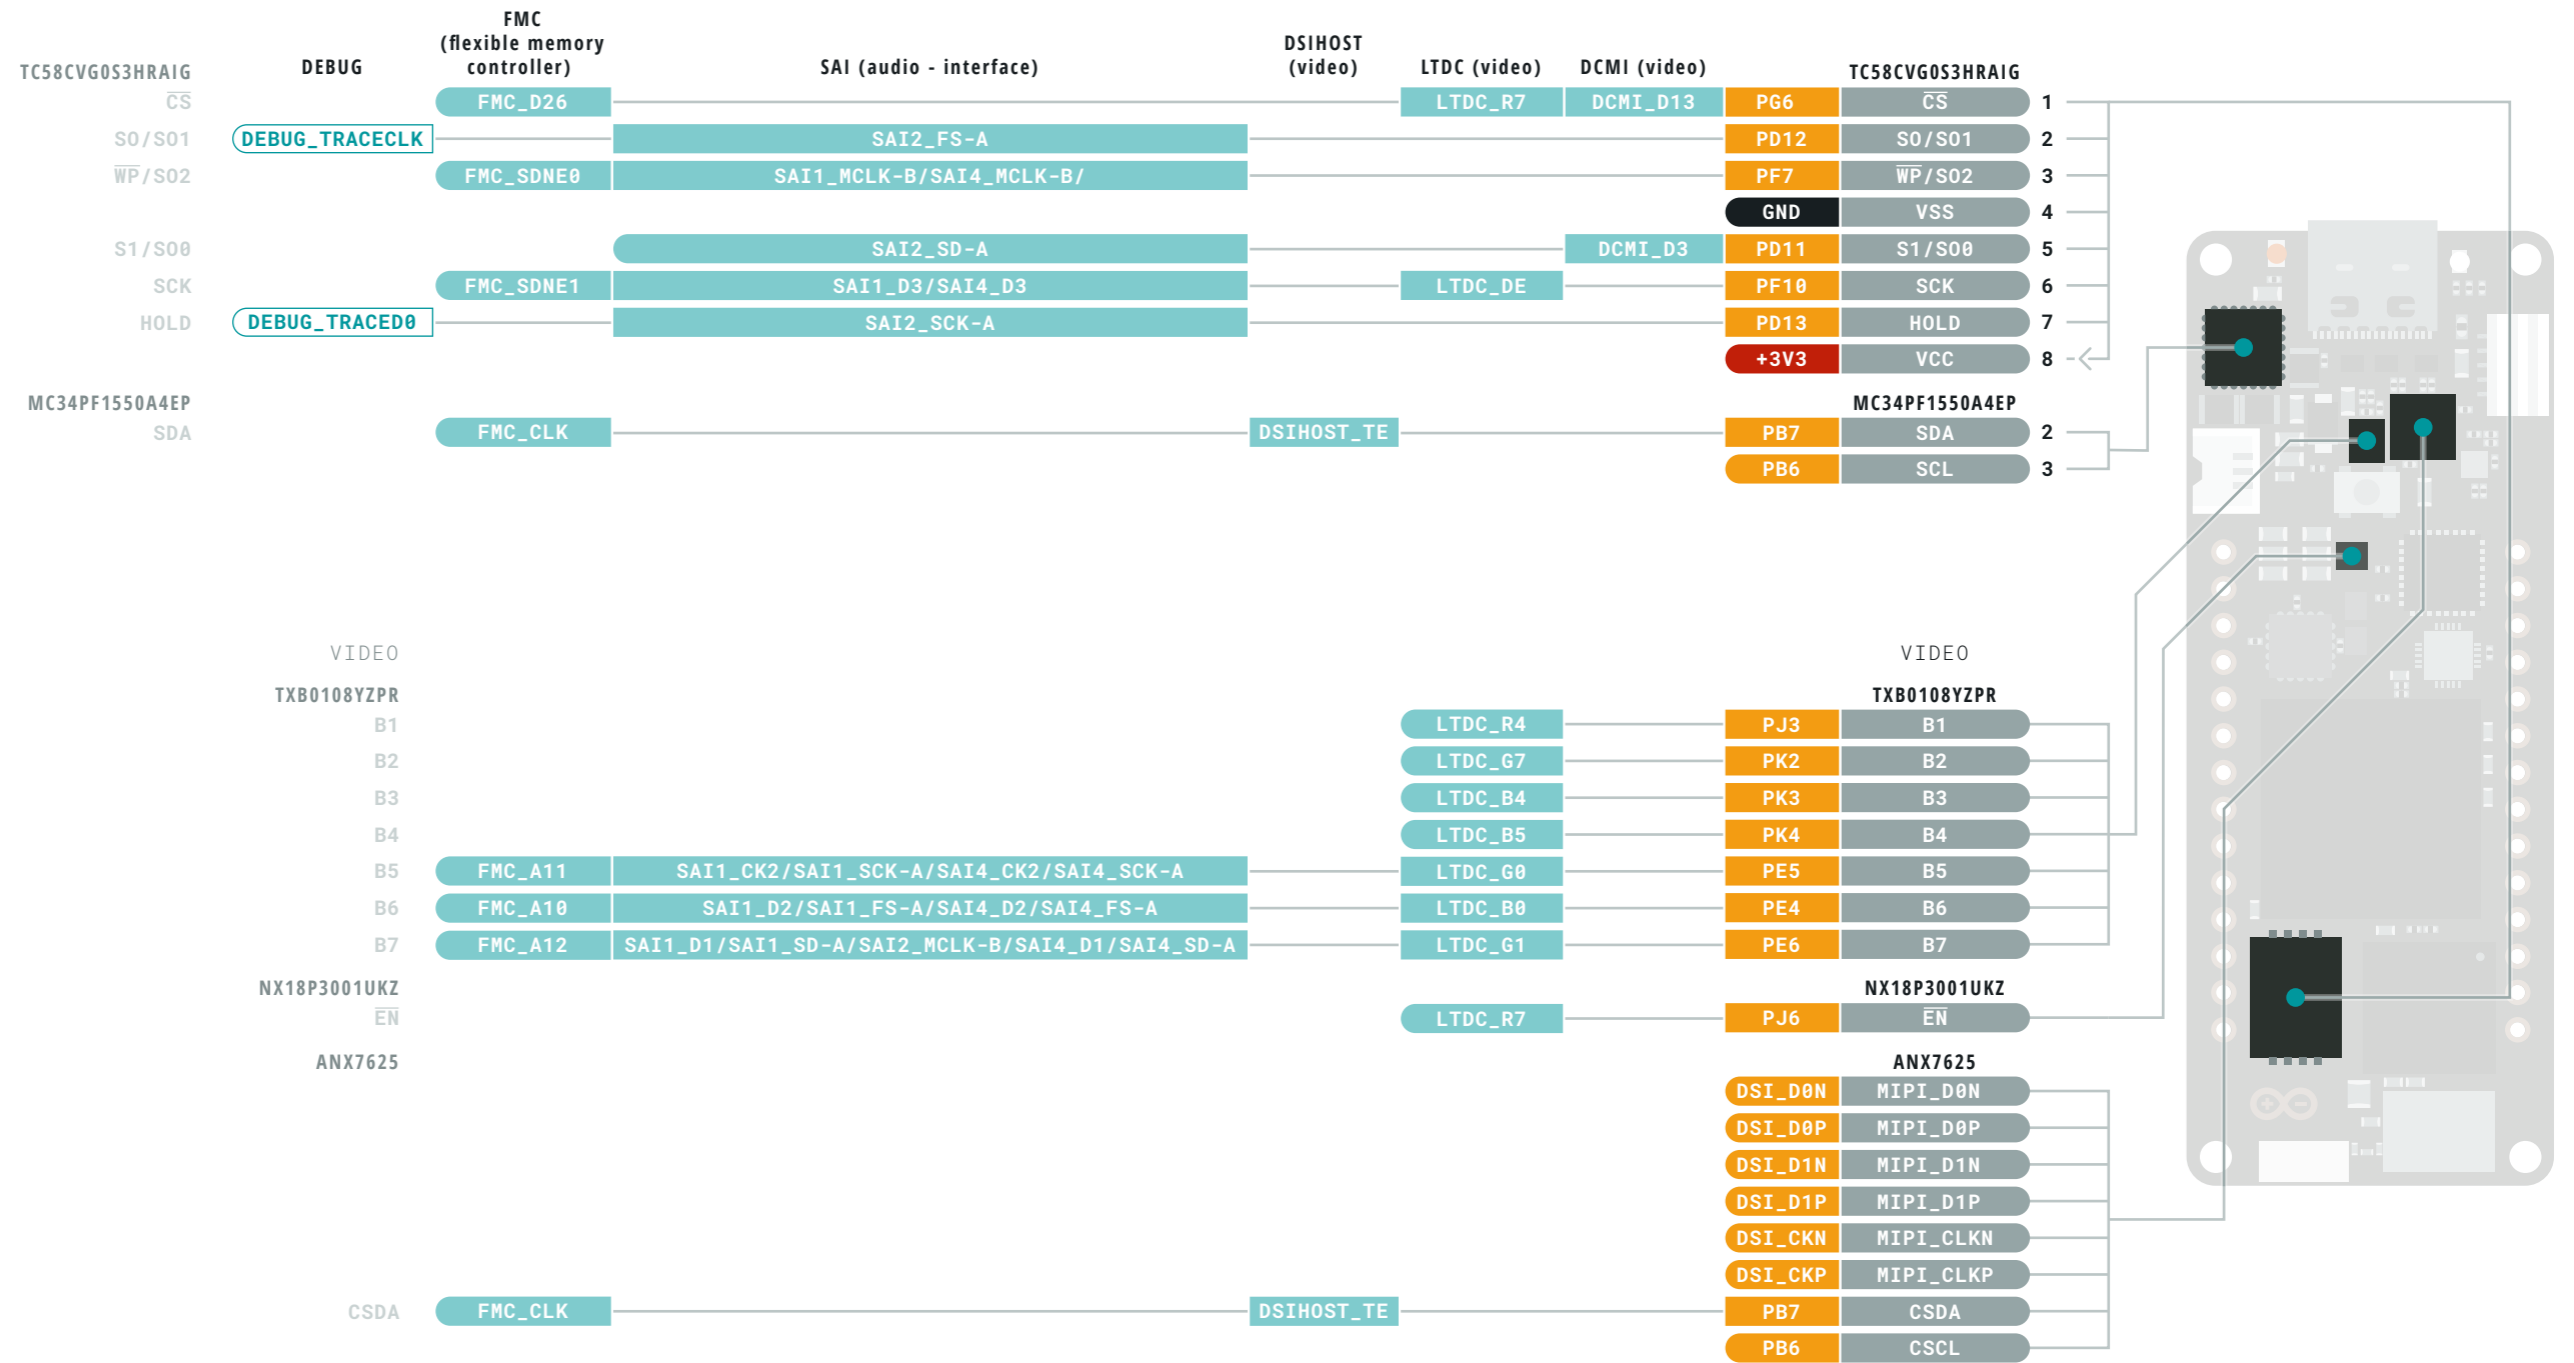 FMC
(flexible memory
controller)
DSIHOST
(video)
TC58CVG0S3HRAIG DEBUG SAI (audio - interface) LTDC (video) DCMI (video) TC58CVG0S3HRAIG
CS FMC_D26 LTDC_R7 DCMI_D13 PG6 CS 1
SO/SO1 DEBUG_TRACECLK SAI2_FS-A PD12 SO/SO1 2
WP/SO2 FMC_SDNE0 SAI1_MCLK-B/SAI4_MCLK-B/ PF7 WP/SO2 3
GND VSS 4
S1/SO0 SAI2_SD-A DCMI_D3 PD11 S1/SO0 5
SCK FMC_SDNE1 SAI1_D3/SAI4_D3 LTDC_DE PF10 SCK 6
HOLD DEBUG_TRACED0 SAI2_SCK-A PD13 HOLD 7
+3V3 VCC 8
MC34PF1550A4EP MC34PF1550A4EP
SDA FMC_CLK DSIHOST_TE PB7 SDA 2
PB6 SCL 3
VIDEO VIDEO
TXB0108YZPR TXB0108YZPR
B1 LTDC_R4 PJ3 B1
B2 LTDC_G7 PK2 B2
B3 LTDC_B4 PK3 B3
B4 LTDC_B5 PK4 B4
B5 FMC_A11 SAI1_CK2/SAI1_SCK-A/SAI4_CK2/SAI4_SCK-A LTDC_G0 PE5 B5
B6 FMC_A10 SAI1_D2/SAI1_FS-A/SAI4_D2/SAI4_FS-A LTDC_B0 PE4 B6
B7 FMC_A12 SAI1_D1/SAI1_SD-A/SAI2_MCLK-B/SAI4_D1/SAI4_SD-A LTDC_G1 PE6 B7
NX18P3001UKZ NX18P3001UKZ
EN LTDC_R7 PJ6 EN
ANX7625 ANX7625
DSI_D0N MIPI_D0N
DSI_D0P MIPI_D0P
DSI_D1N MIPI_D1N
DSI_D1P MIPI_D1P
DSI_CKN MIPI_CLKN
DSI_CKP MIPI_CLKP
CSDA FMC_CLK DSIHOST_TE PB7 CSDA
PB6 CSCL